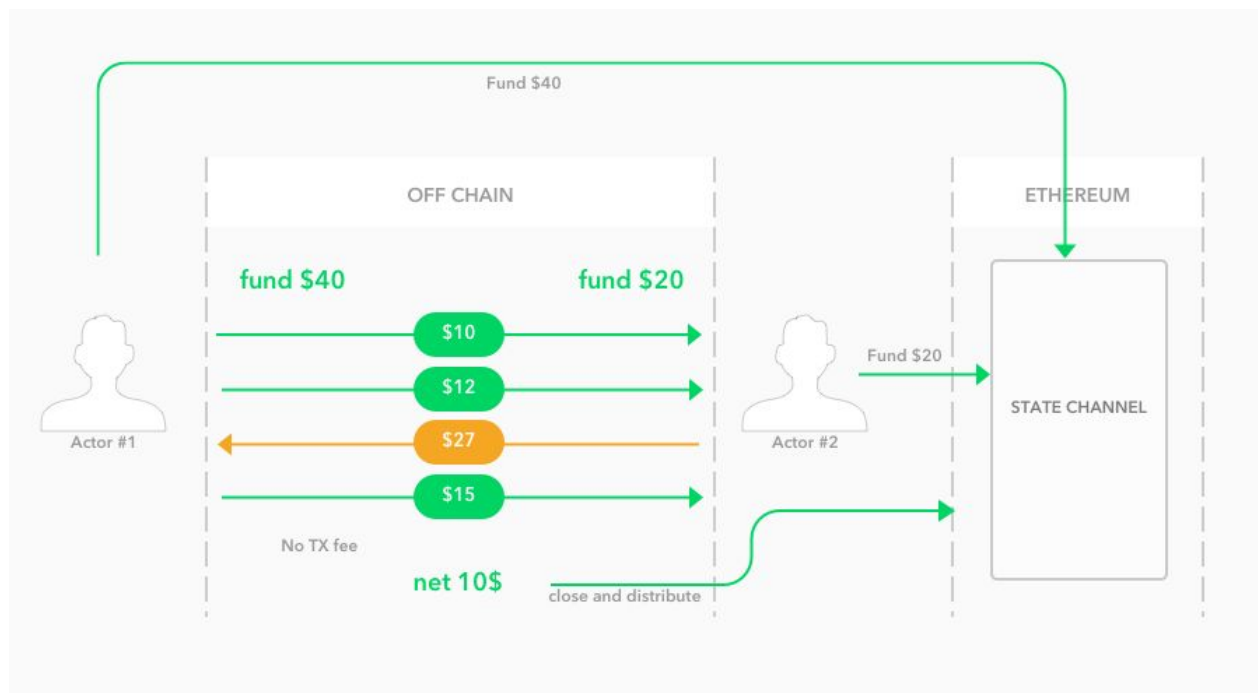 Fund $40
OFF CHAIN
ETHEREUM
fund $40
fund $20
$10
Fund $20
$12
STATE CHANNEL
Actor #1
$27
Actor #2
$15
No TX fee
net 10$
close and distribute